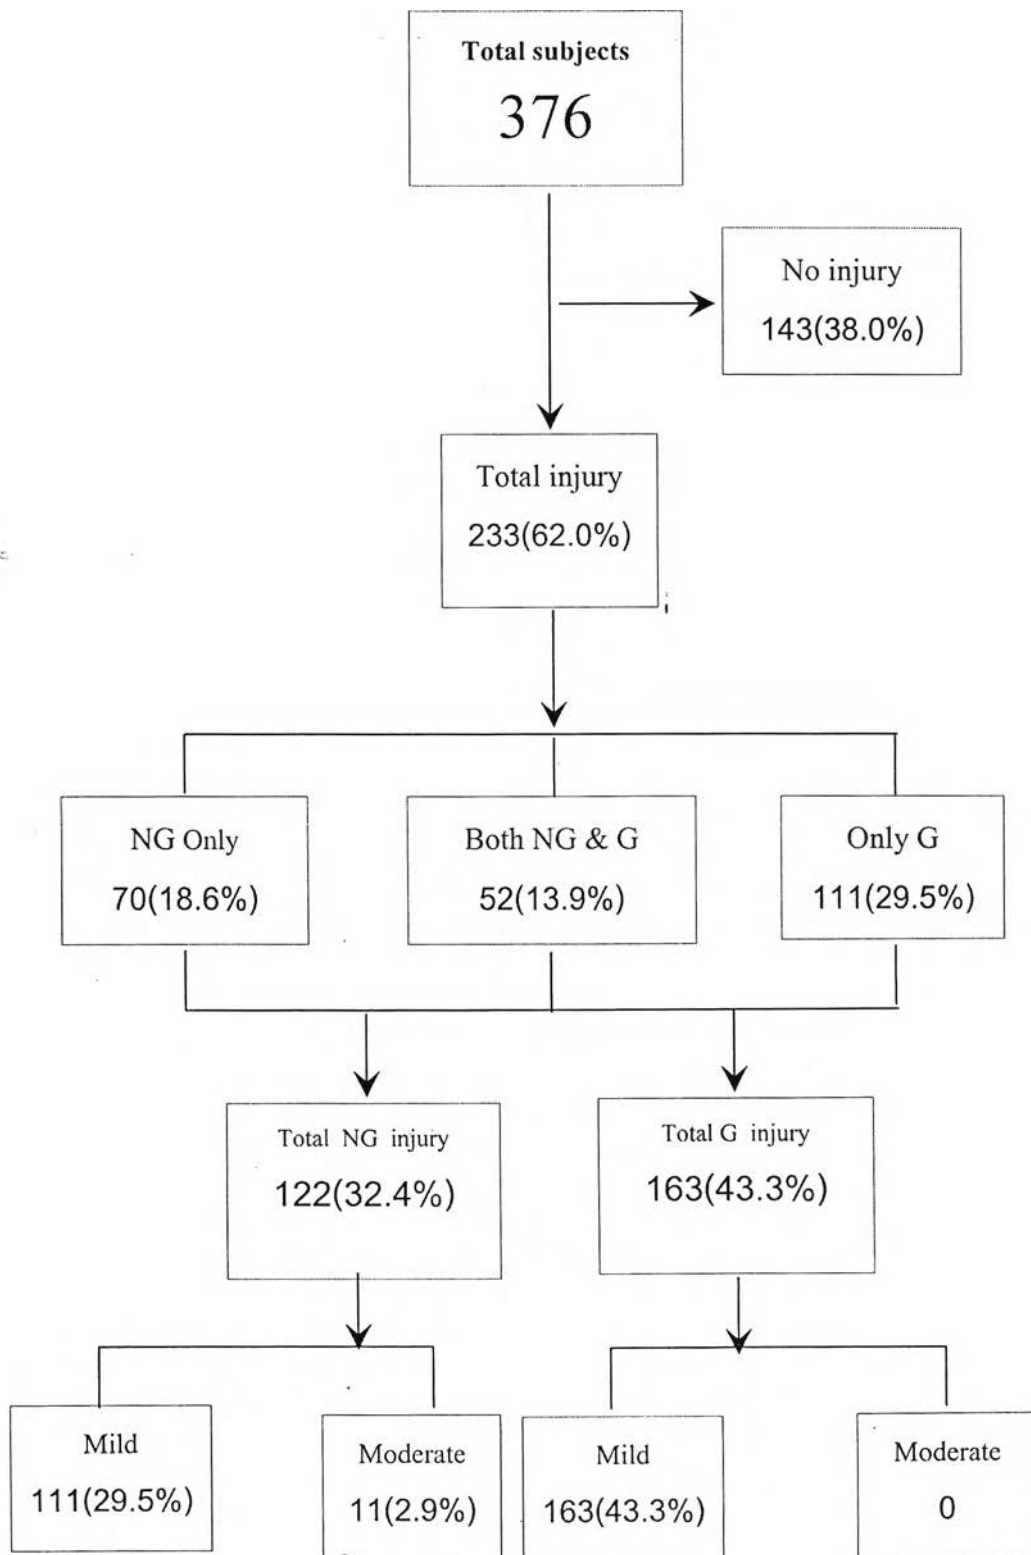 Total subjects
376
No injury
143(38.0%)
Total injury
233(62.0%)
NG Only
70(18.6%)
Both NG & G
52(13.9%)
Only G
111(29.5%)
Total NG injury
122(32.4%)
Total G injury
163(43.3%)
Mild
111(29.5%)
Moderate
11(2.9%)
Mild
163(43.3%)
Moderate
0